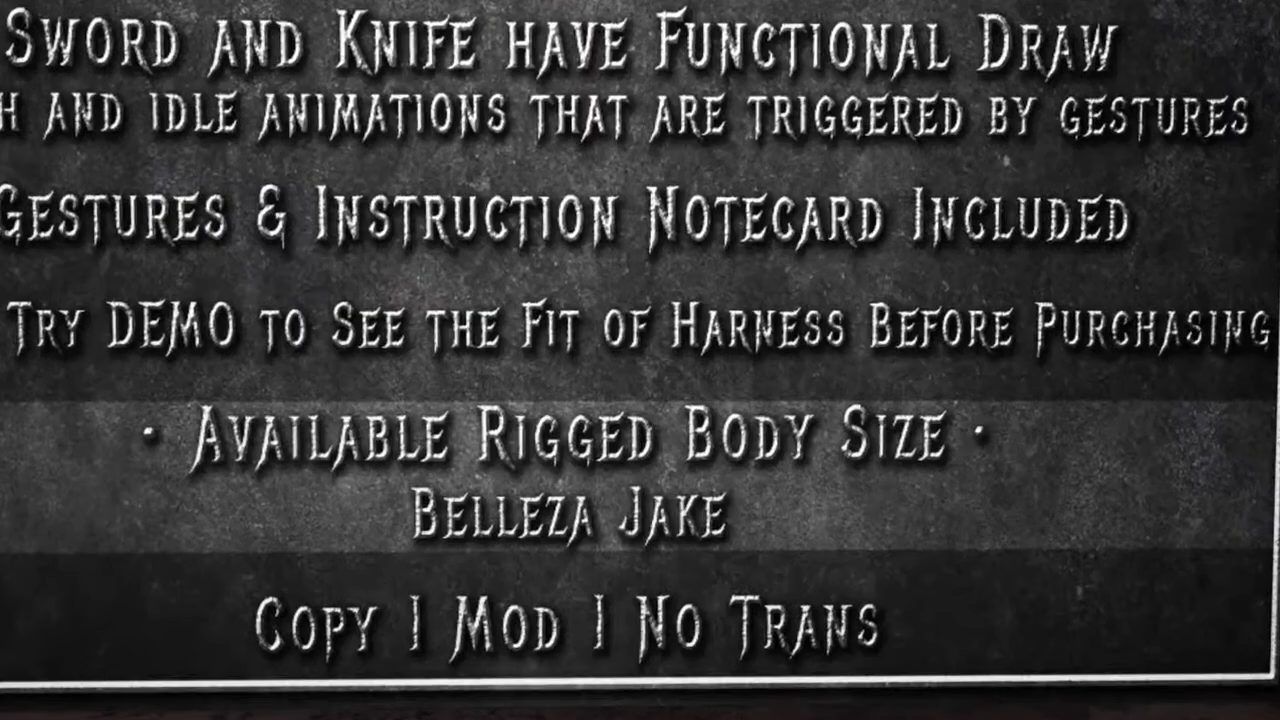 Sword and Knife have Functional Draw
and idle animations that are triggered by gestures
Gestures & Instruction Notecard Included
Try DEMO to See the Fit of Harness Before Purchasing
· Available Rigged Body Size ·
Belleza Jake
Copy | Mod | No Trans